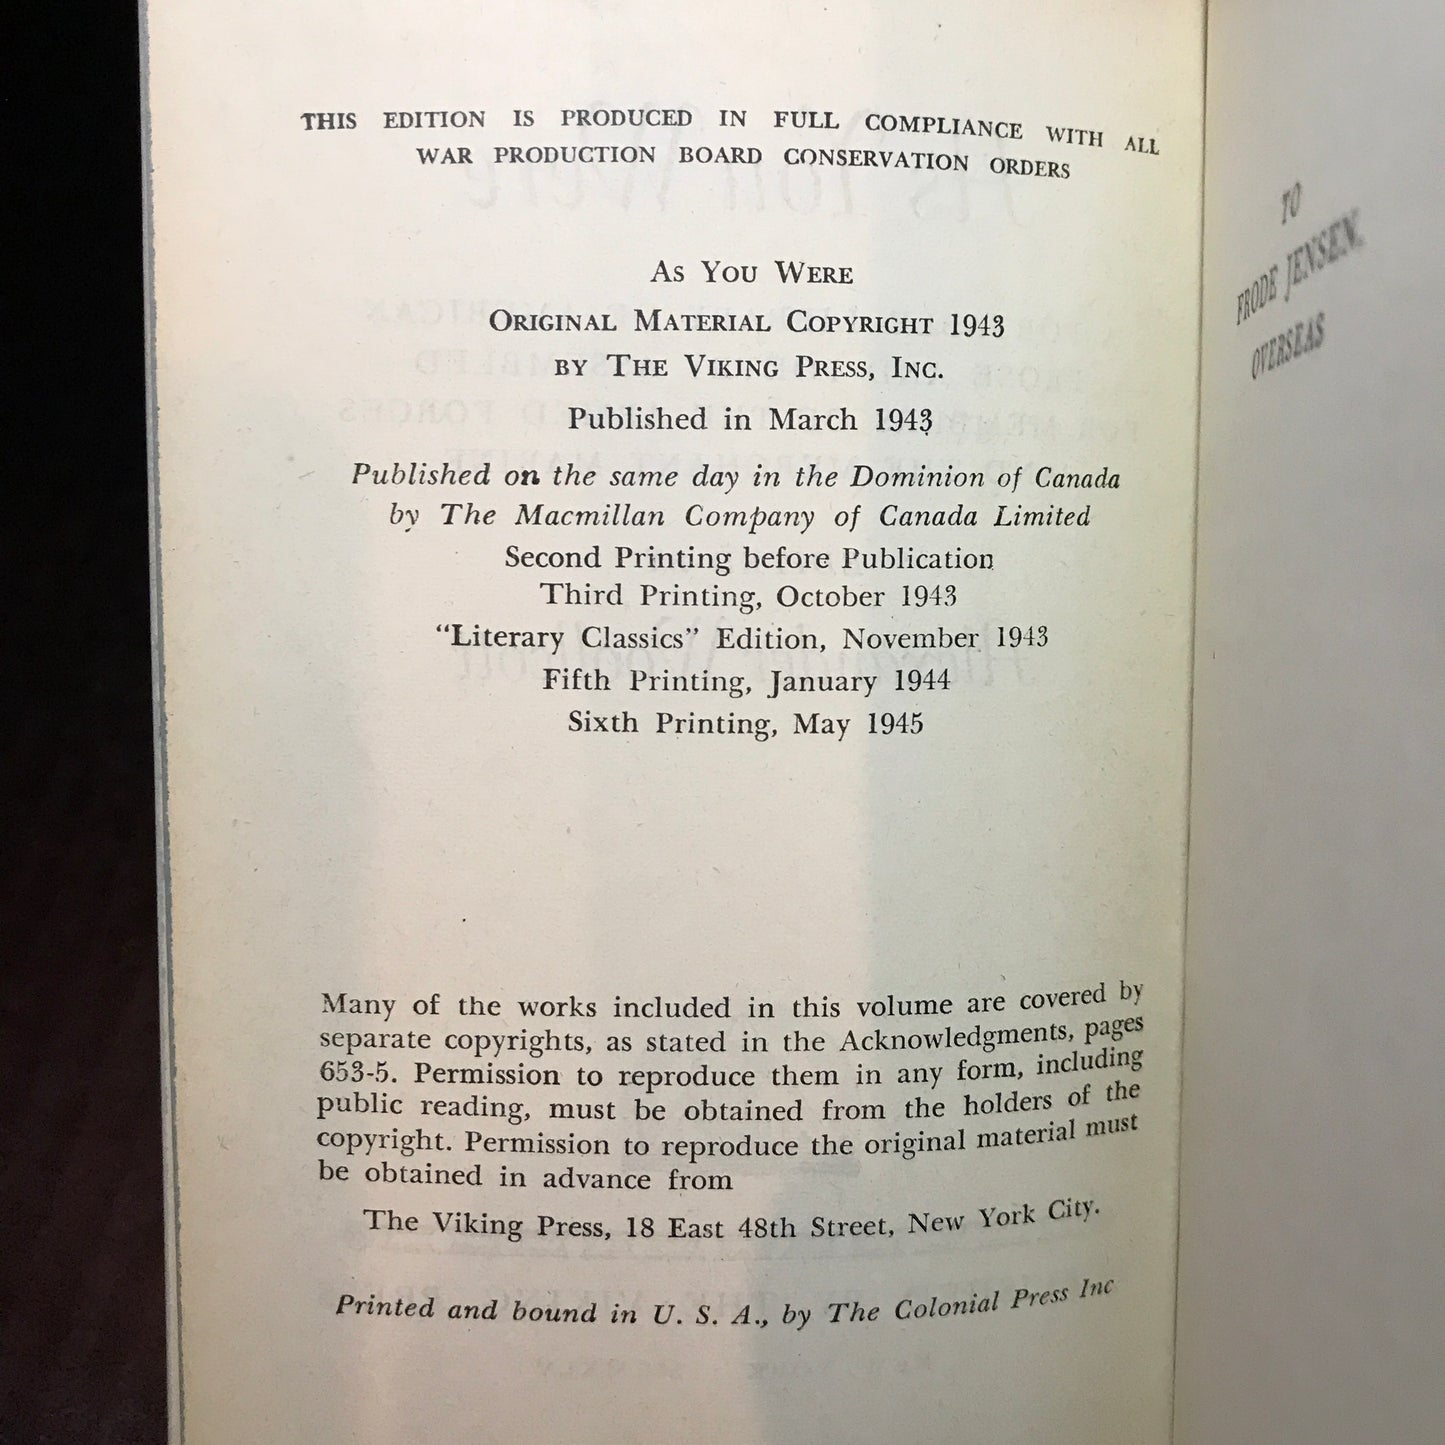 THIS EDITION IS PRODUCED IN FULL COMPLIANCE WITH ALL
WAR PRODUCTION BOARD CONSERVATION ORDERS
As You Were
Original Material Copyright 1943
by The Viking Press, Inc.
Published in March 1943
Published on the same day in the Dominion of Canada
by The Macmillan Company of Canada Limited
Second Printing before Publication
Third Printing, October 1943
“Literary Classics” Edition, November 1943
Fifth Printing, January 1944
Sixth Printing, May 1945
Many of the works included in this volume are covered by
separate copyrights, as stated in the Acknowledgments, pages
653-5. Permission to reproduce them in any form, including
public reading, must be obtained from the holders of the
copyright. Permission to reproduce the original material must
be obtained in advance from
The Viking Press, 18 East 48th Street, New York City.
Printed and bound in U. S. A., by The Colonial Press Inc
TO
FRODE JENSEN,
OVERSEAS